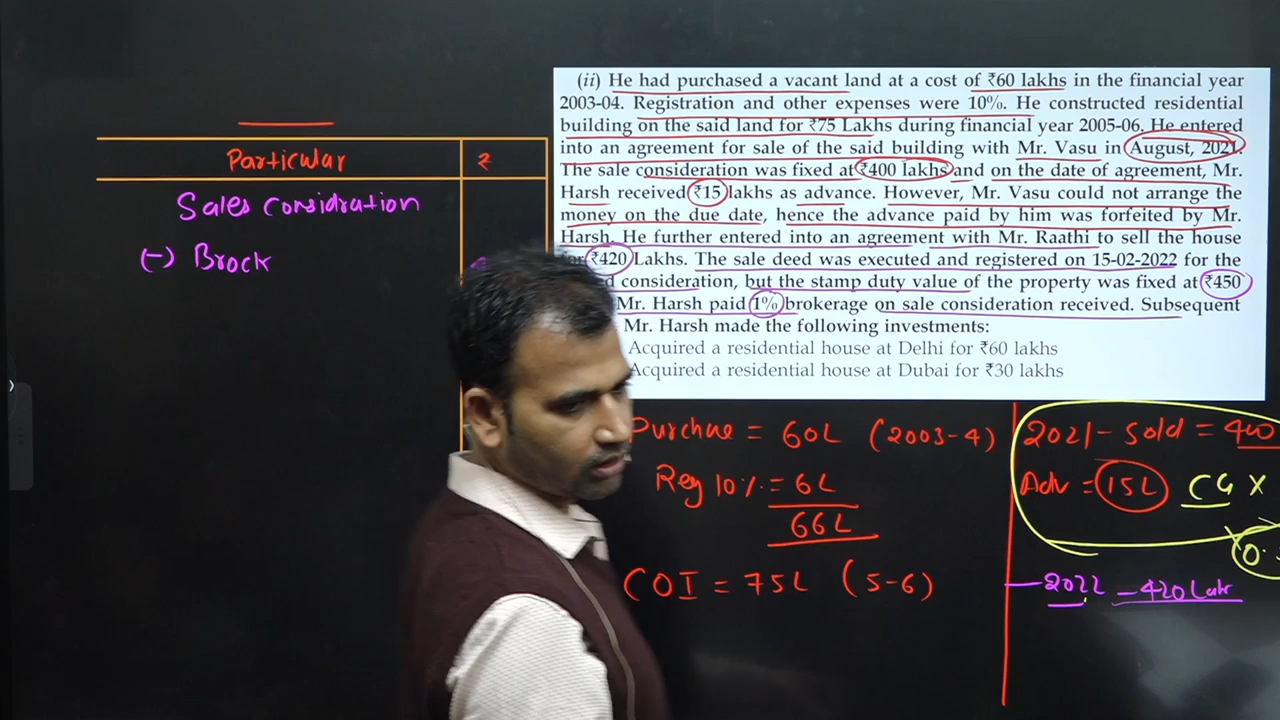 (ii) He had purchased a vacant land at a cost of ₹60 lakhs in the financial year
2003-04. Registration and other expenses were 10%. He constructed residential
building on the said land for ₹75 Lakhs during financial year 2005-06. He entered
into an agreement for sale of the said building with Mr. Vasu in August, 2021.
The sale consideration was fixed at ₹400 lakhs and on the date of agreement, Mr.
Harsh received ₹15 lakhs as advance. However, Mr. Vasu could not arrange the
money on the due date, hence the advance paid by him was forfeited by Mr.
Harsh. He further entered into an agreement with Mr. Raathi to sell the house
₹420 Lakhs. The sale deed was executed and registered on 15-02-2022 for the
consideration, but the stamp duty value of the property was fixed at ₹450
Mr. Harsh paid 1% brokerage on sale consideration received. Subsequent
Mr. Harsh made the following investments:
Acquired a residential house at Delhi for ₹60 lakhs
Acquired a residential house at Dubai for ₹30 lakhs
Particular ₹
Sales Considration
(-) Brock
Purchue = 60L (2003-4)
Reg 10% = 6L
66L
COI = 75L (5-6)
2021 - Sold = 400
Adv = 15L CG X
2022 - 420 Lakh